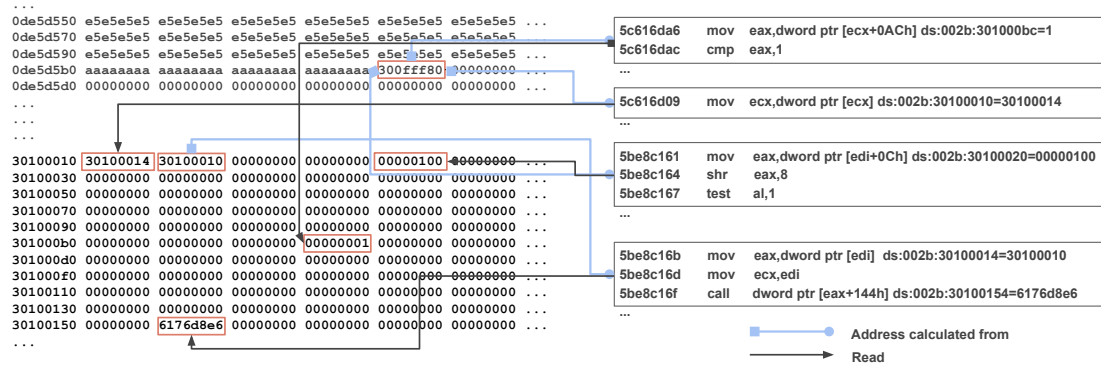 ...
0de5d550 e5e5e5e5 e5e5e5e5 e5e5e5e5 e5e5e5e5 e5e5e5e5 e5e5e5e5 ...
0de5d570 e5e5e5e5 e5e5e5e5 e5e5e5e5 e5e5e5e5 e5e5e5e5 e5e5e5e5 ...
0de5d590 e5e5e5e5 e5e5e5e5 e5e5e5e5 e5e5e5e5 e5e5e5e5 e5e5e5e5 ...
0de5d5b0 aaaaaaaa aaaaaaaa aaaaaaaa aaaaaaaa 300fff80 00000000 ...
0de5d5d0 00000000 00000000 00000000 00000000 00000000 00000000 ...
...
...
...
30100010 30100014 30100010 00000000 00000000 00000100 00000000 ...
30100030 00000000 00000000 00000000 00000000 00000000 00000000 ...
30100050 00000000 00000000 00000000 00000000 00000000 00000000 ...
30100070 00000000 00000000 00000000 00000000 00000000 00000000 ...
30100090 00000000 00000000 00000000 00000000 00000000 00000000 ...
301000b0 00000000 00000000 00000000 00000001 00000000 00000000 ...
301000d0 00000000 00000000 00000000 00000000 00000000 00000000 ...
301000f0 00000000 00000000 00000000 00000000 00000000 00000000 ...
30100110 00000000 00000000 00000000 00000000 00000000 00000000 ...
30100130 00000000 00000000 00000000 00000000 00000000 00000000 ...
30100150 00000000 6176d8e6 00000000 00000000 00000000 00000000 ...
...
5c616da6 mov eax,dword ptr [ecx+0ACh] ds:002b:301000bc=1
5c616dac cmp eax,1
...
5c616d09 mov ecx,dword ptr [ecx] ds:002b:30100010=30100014
...
5be8c161 mov eax,dword ptr [edi+0Ch] ds:002b:30100020=00000100
5be8c164 shr eax,8
5be8c167 test al,1
...
5be8c16b mov eax,dword ptr [edi] ds:002b:30100014=30100010
5be8c16d mov ecx,edi
5be8c16f call dword ptr [eax+144h] ds:002b:30100154=6176d8e6
...
Address calculated from
Read